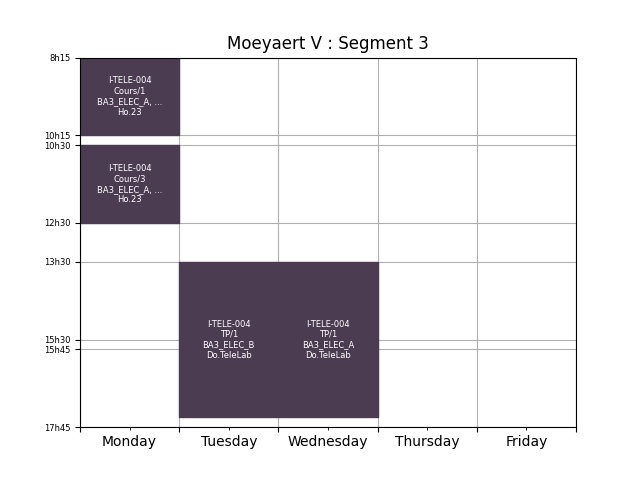 Moeyaert V : Segment 3
8h15
I-TELE-004
Cours/1
BA3_ELEC_A, ...
Ho.23
10h15
10h30
I-TELE-004
Cours/3
BA3_ELEC_A, ...
Ho.23
12h30
13h30
I-TELE-004
TP/1
BA3_ELEC_B
Do.TeleLab
I-TELE-004
TP/1
BA3_ELEC_A
Do.TeleLab
15h30
15h45
17h45
Monday Tuesday Wednesday Thursday Friday